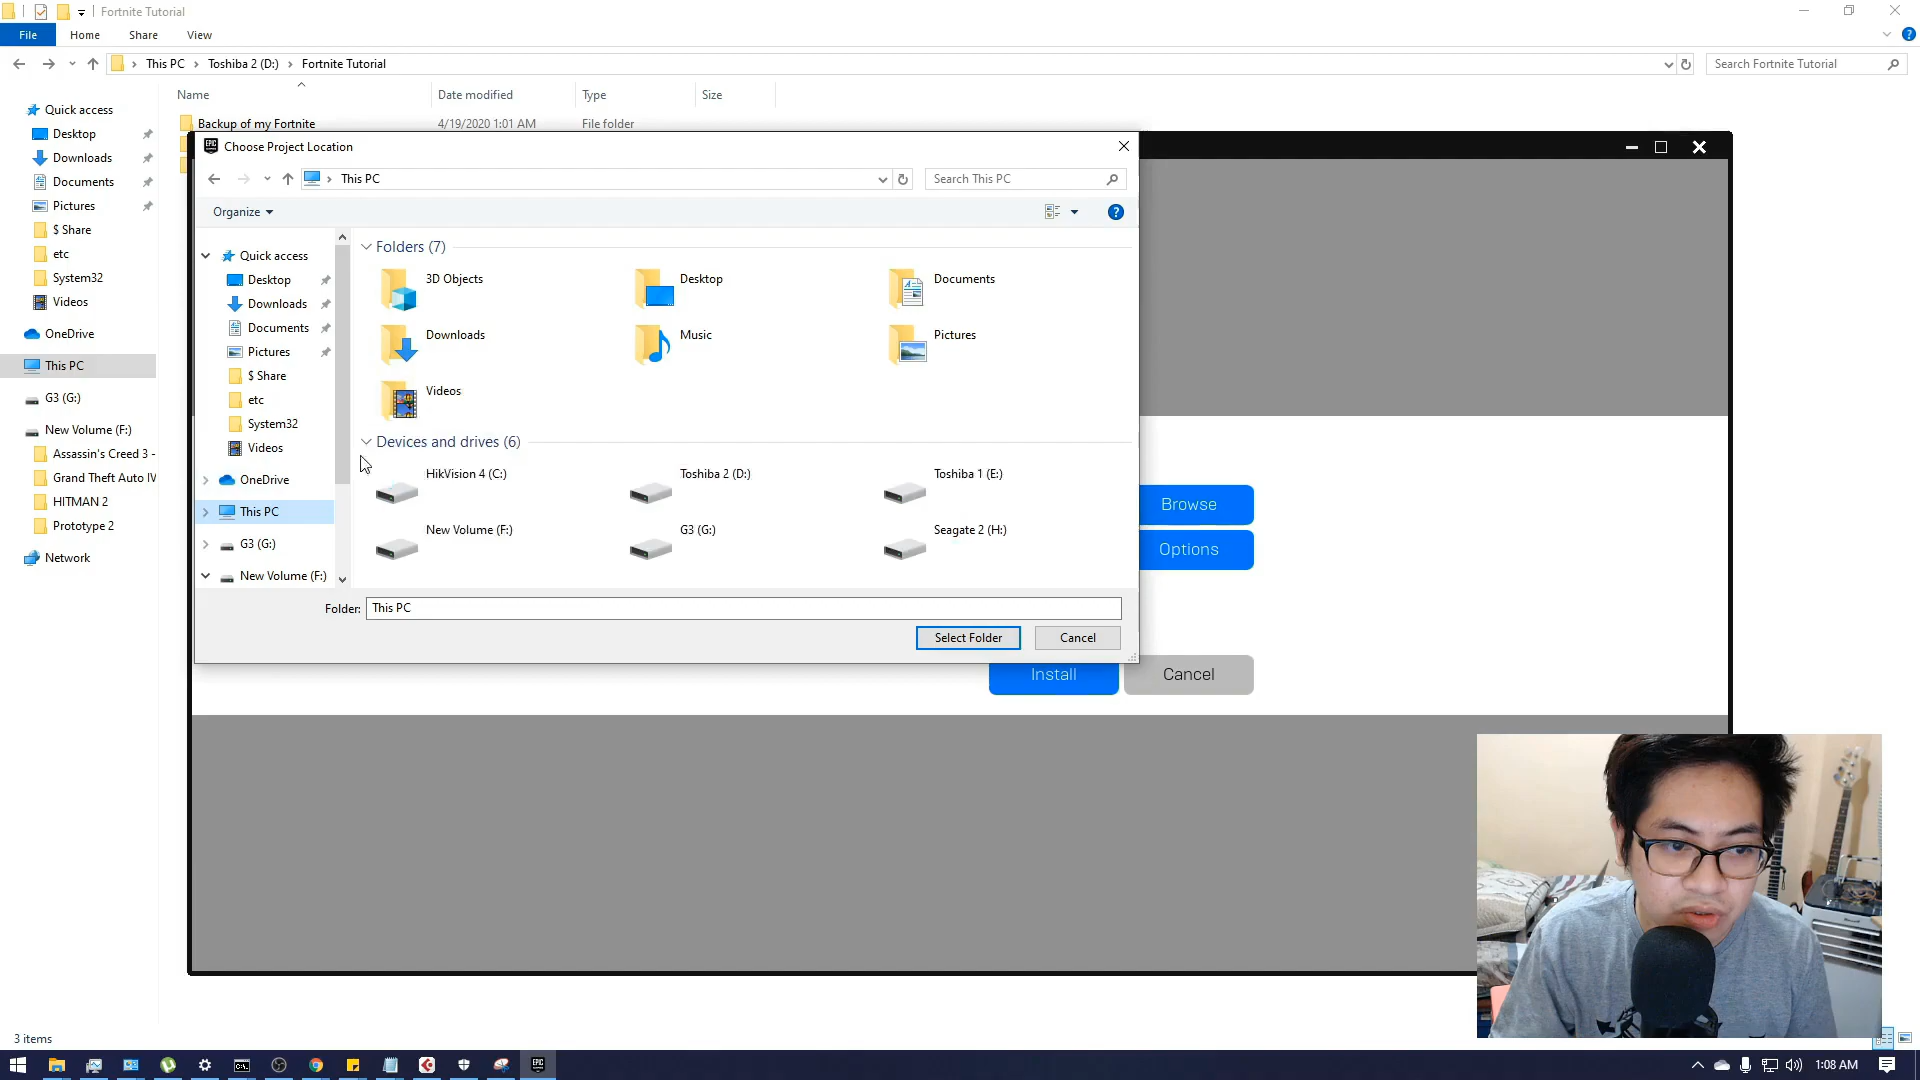 Fortnite Tutorial
File
Home
Share
View
This PC
Toshiba 2 (D:)
Fortnite Tutorial
Search Fortnite Tutorial
Name
Date modified
Type
Size
Backup of my Fortnite
4/19/2020 1:01 AM
File folder
Quick access
Desktop
Downloads
Documents
Pictures
$ Share
etc
System32
Videos
OneDrive
This PC
G3 (G:)
New Volume (F:)
Assassin's Creed 3 -
Grand Theft Auto IV
HITMAN 2
Prototype 2
Network
EPIC
Choose Project Location
This PC
Search This PC
Organize
Quick access
Desktop
Downloads
Documents
Pictures
$ Share
etc
System32
Videos
OneDrive
This PC
G3 (G:)
New Volume (F:)
Folders (7)
3D Objects
Desktop
Documents
Downloads
Music
Pictures
Videos
Devices and drives (6)
HikVision 4 (C:)
Toshiba 2 (D:)
Toshiba 1 (E:)
New Volume (F:)
G3 (G:)
Seagate 2 (H:)
Folder:
This PC
Select Folder
Cancel
Browse
Options
Install
Cancel
3 items
EPIC
1:08 AM